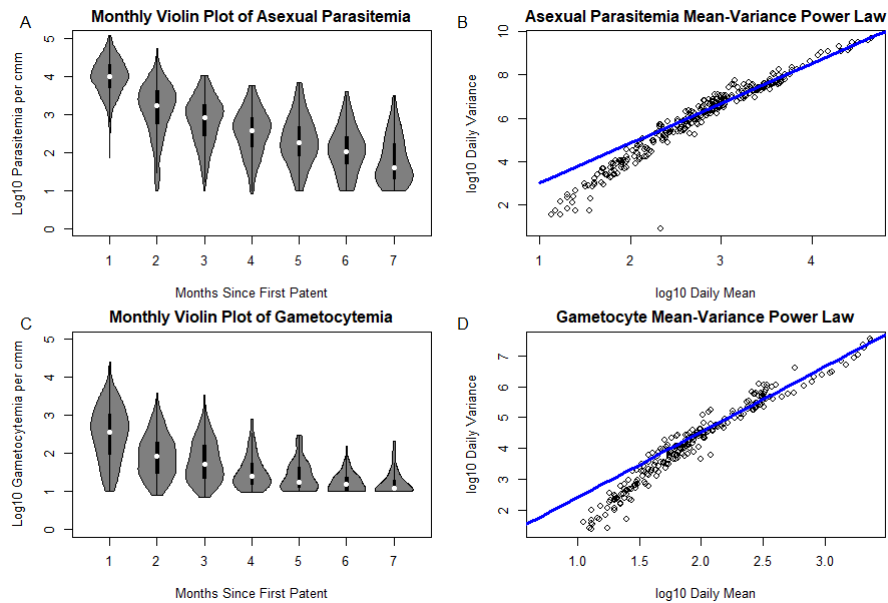 A
Monthly Violin Plot of Asexual Parasitemia
Log10 Parasitemia per cmm
5
4
3
2
1
0
1 2 3 4 5 6 7
Months Since First Patent
B
Asexual Parasitemia Mean-Variance Power Law
log10 Daily Variance
10
8
6
4
2
1 2 3 4
log10 Daily Mean
C
Monthly Violin Plot of Gametocytemia
Log10 Gametocytemia per cmm
5
4
3
2
1
0
1 2 3 4 5 6 7
Months Since First Patent
D
Gametocyte Mean-Variance Power Law
log10 Daily Variance
7
6
5
4
3
2
1.0 1.5 2.0 2.5 3.0
log10 Daily Mean